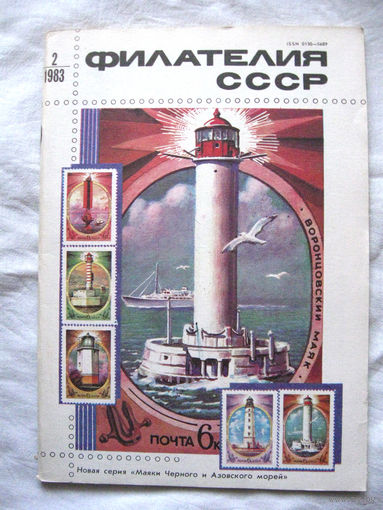 ISSN 0130—5689
2
1983
ФИЛАТЕЛИЯ
СССР
• ВОРОНЦОВСКИЙ МАЯК •
ПОЧТА 6К
Новая серия «Маяки Черного и Азовского морей»